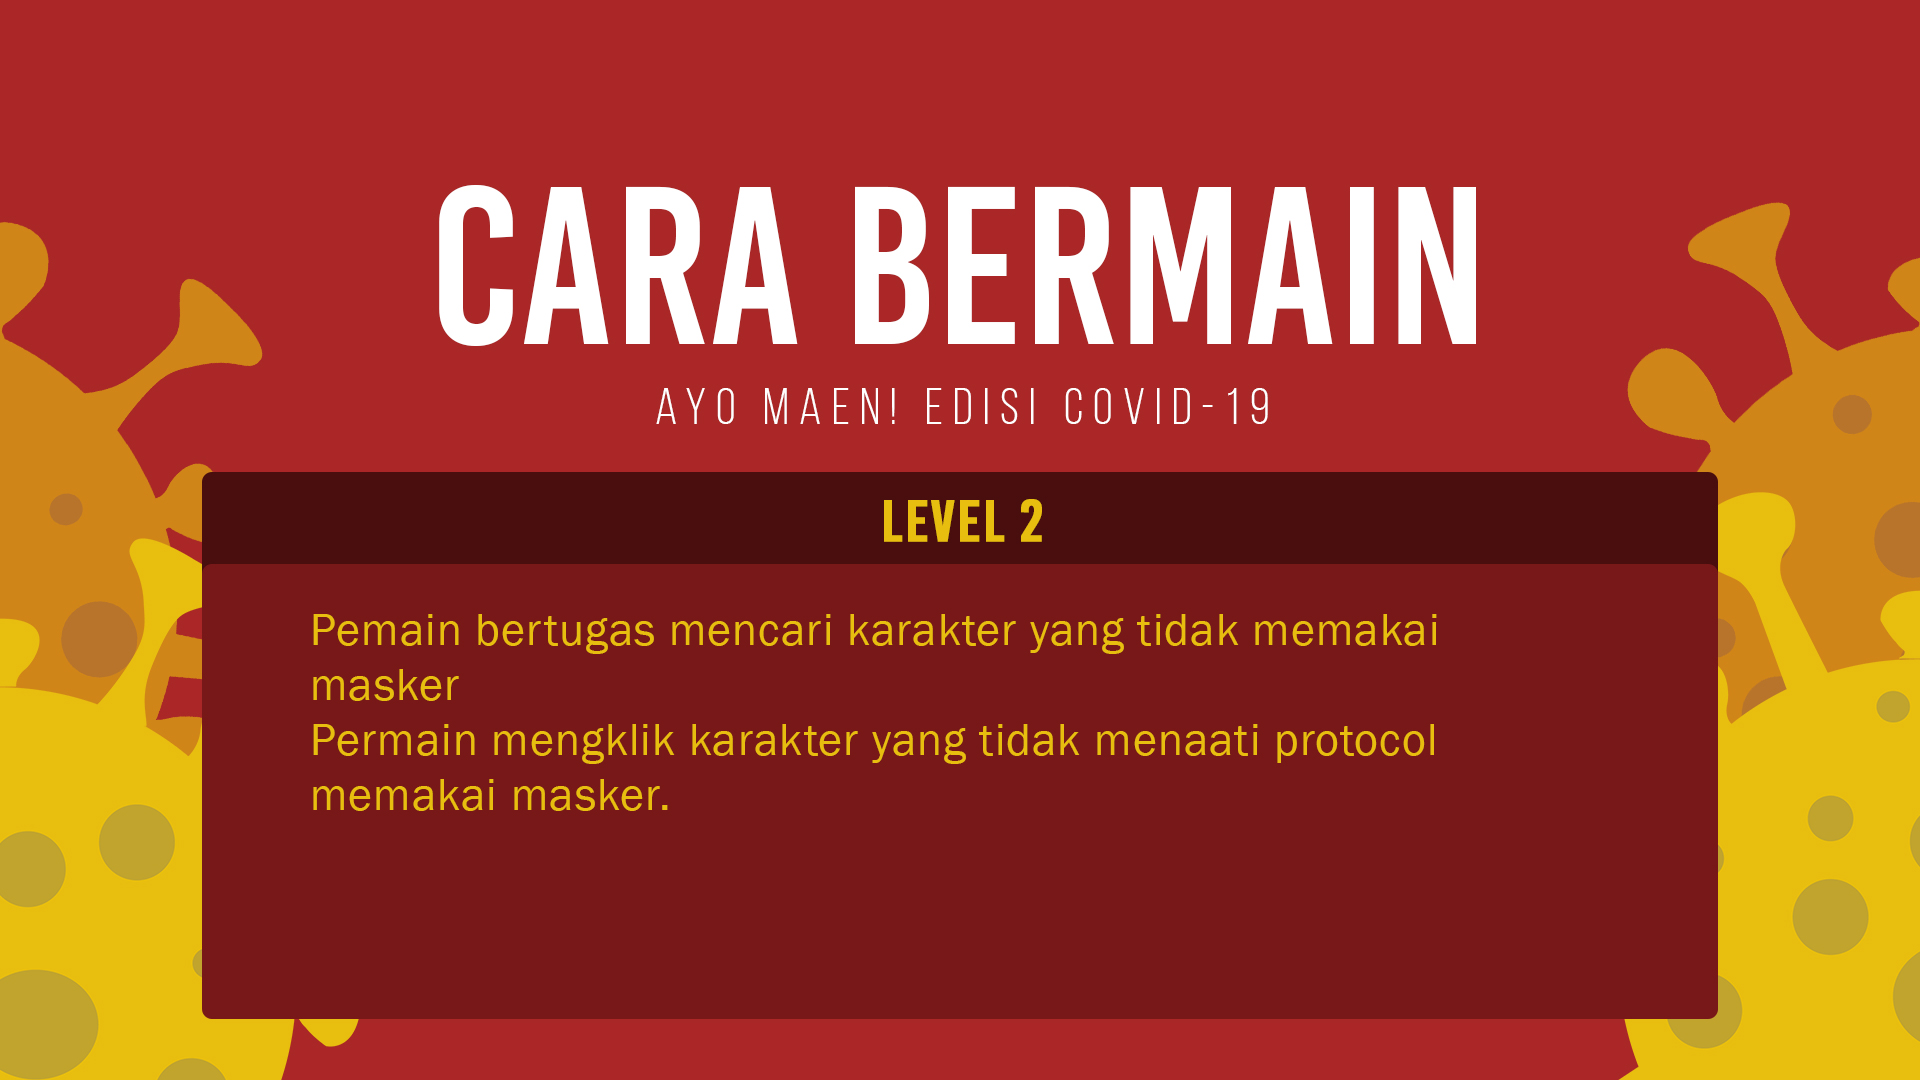 CARA BERMAIN
AYO MAEN! EDISI COVID-19
LEVEL 2
Pemain bertugas mencari karakter yang tidak memakai
masker
Permain mengklik karakter yang tidak menaati protocol
memakai masker.